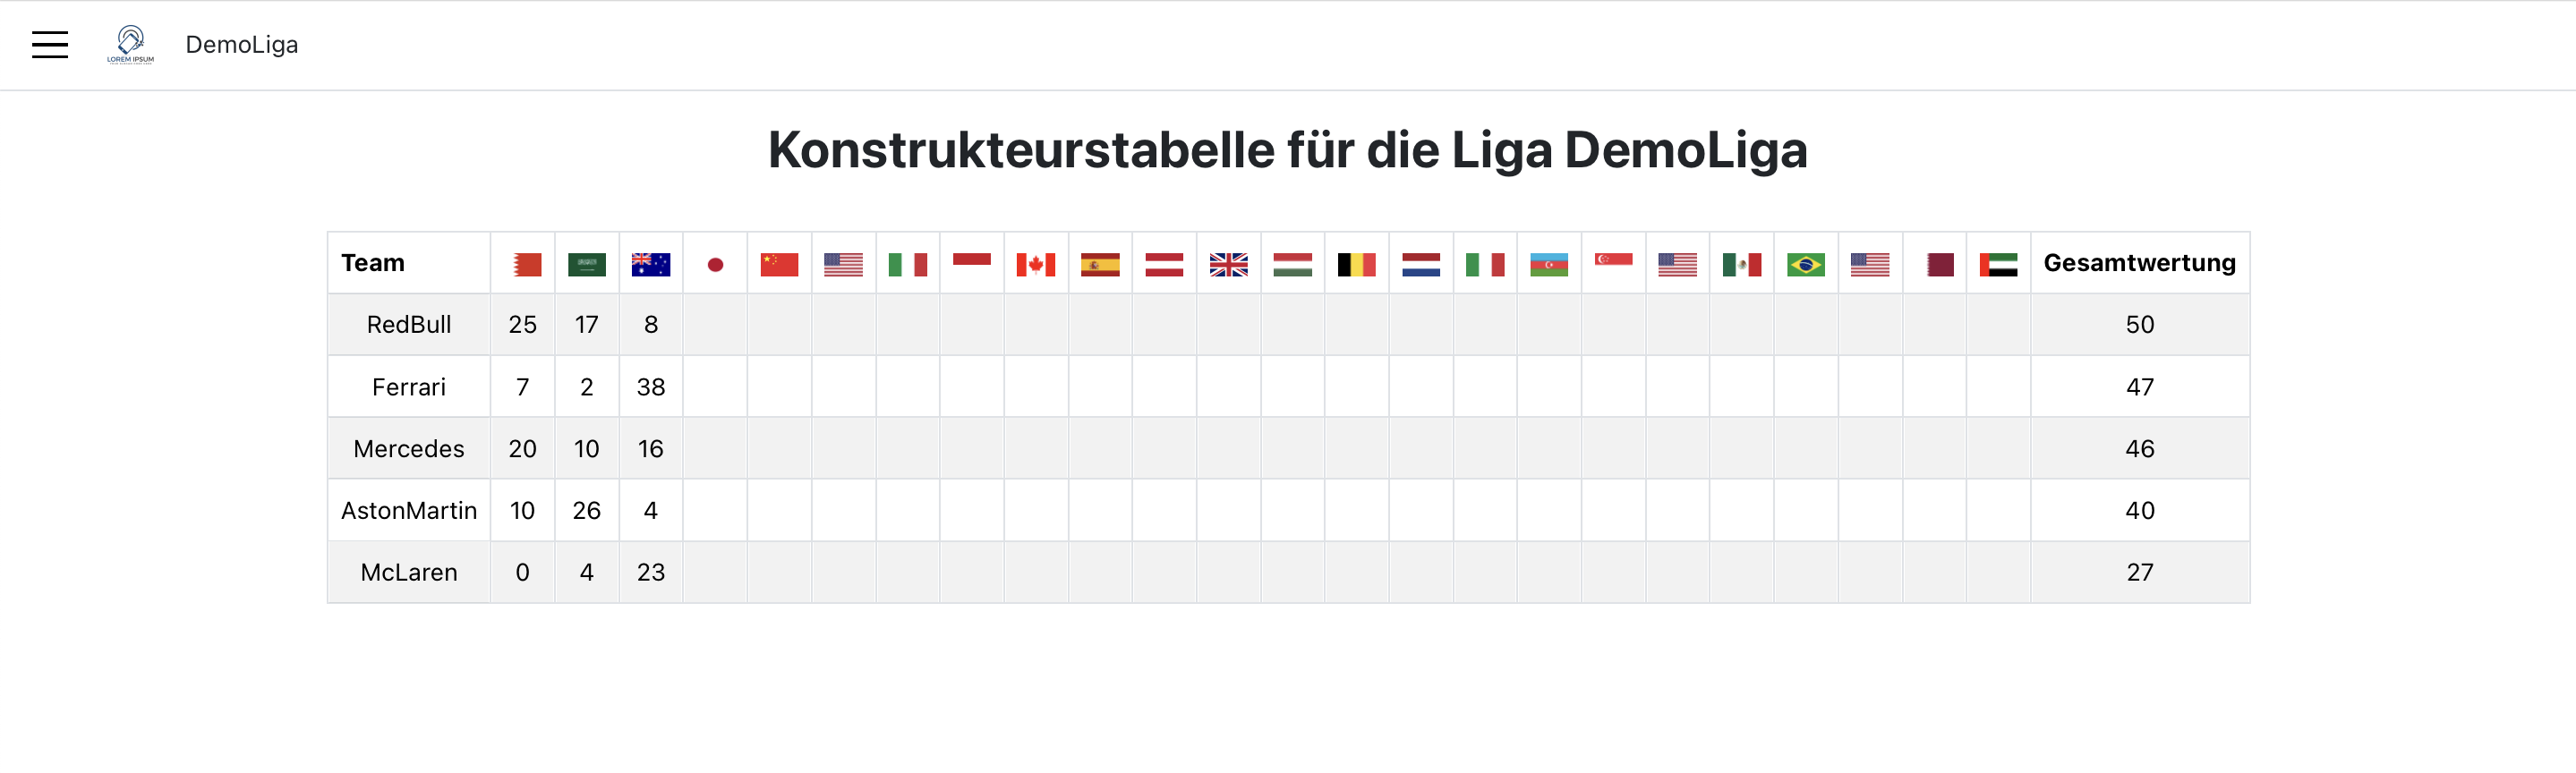 LOREM IPSUM
DemoLiga
Konstrukteurstabelle für die Liga DemoLiga
Team Gesamtwertung
RedBull 25 17 8 50
Ferrari 7 2 38 47
Mercedes 20 10 16 46
AstonMartin 10 26 4 40
McLaren 0 4 23 27